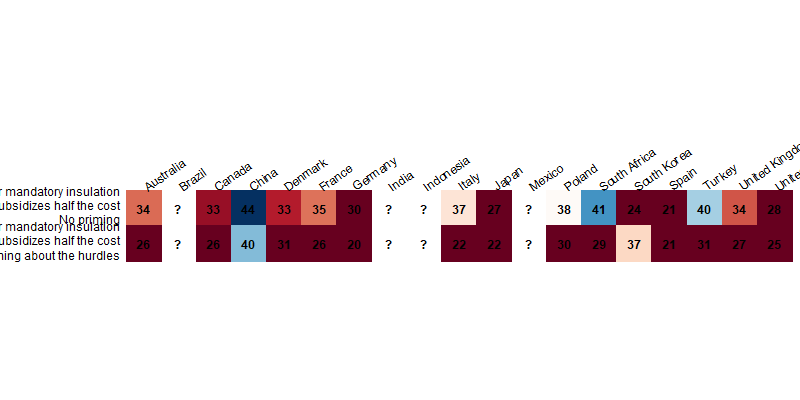 Australia Brazil Canada China Denmark France Germany India Indonesia Italy Japan Mexico Poland South Africa South Korea Spain Turkey United
mandatory insulation
subsidizes half the cost
No priming
34 ? 33 44 33 35 30 ? ? 37 27 ? 38 41 24 21 40 34 28
mandatory insulation
subsidizes half the cost
about the hurdles
26 ? 26 40 31 26 20 ? ? 22 22 ? 30 29 37 21 31 27 25